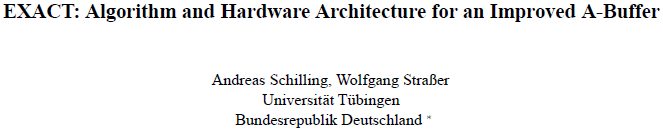 EXACT: Algorithm and Hardware Architecture for an Improved A-Buffer
Andreas Schilling, Wolfgang Straßer
Universität Tübingen
Bundesrepublik Deutschland *